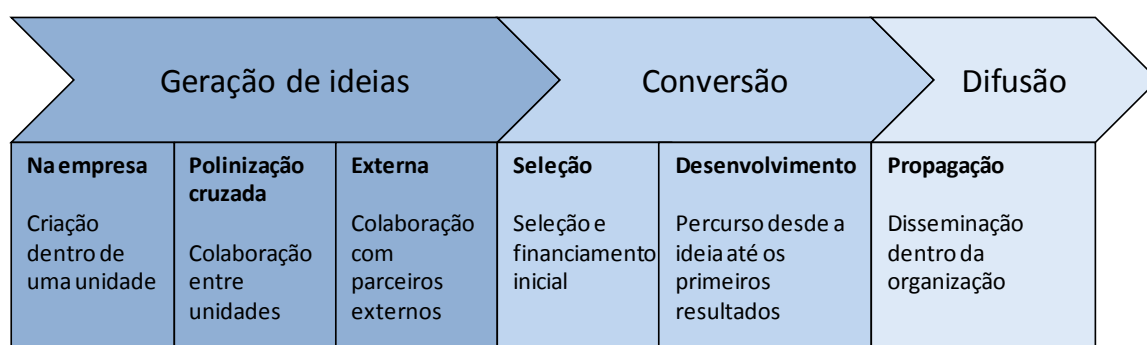 Geração de ideias
Conversão
Difusão
Na empresa
Criação
dentro de
uma unidade
Polinização
cruzada
Colaboração
entre
unidades
Externa
Colaboração
com
parceiros
externos
Seleção
Seleção e
financiamento
inicial
Desenvolvimento
Percurso desde a
ideia até os
primeiros
resultados
Propagação
Disseminação
dentro da
organização